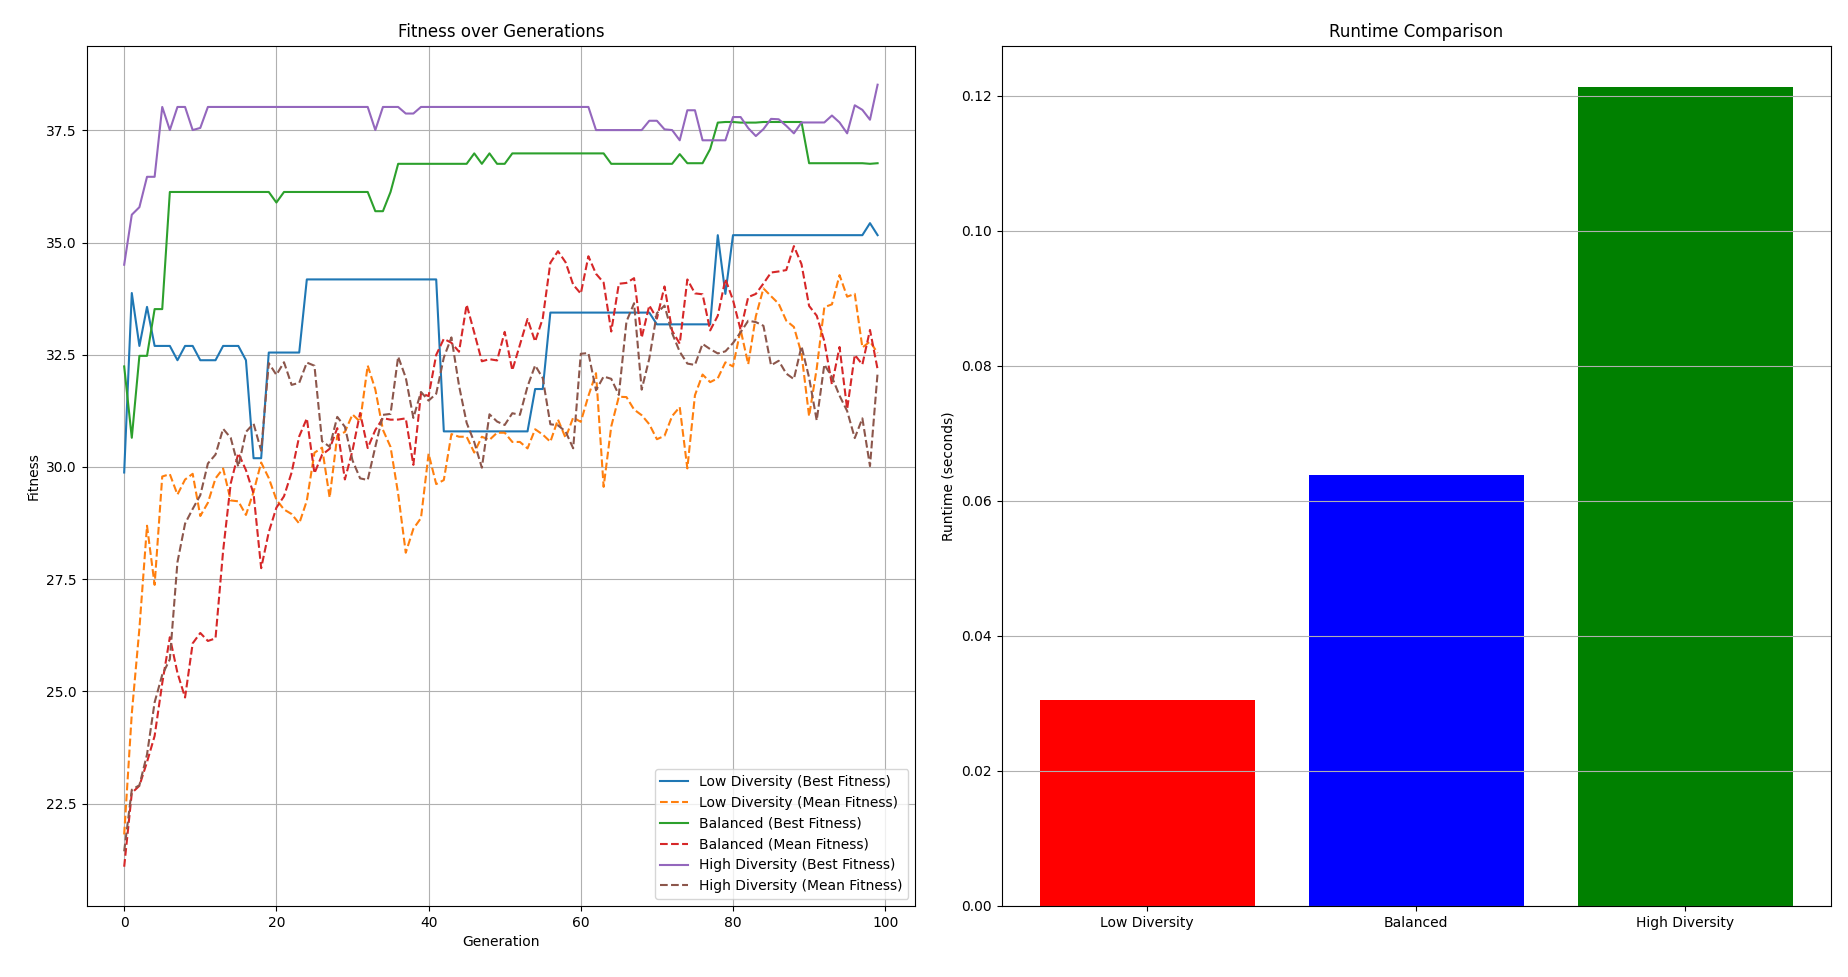 Fitness over Generations
37.5
35.0
32.5
30.0
27.5
25.0
22.5
Fitness
0 20 40 60 80 100
Generation
Low Diversity (Best Fitness)
Low Diversity (Mean Fitness)
Balanced (Best Fitness)
Balanced (Mean Fitness)
High Diversity (Best Fitness)
High Diversity (Mean Fitness)
Runtime Comparison
0.12
0.10
0.08
0.06
0.04
0.02
0.00
Runtime (seconds)
Low Diversity Balanced High Diversity